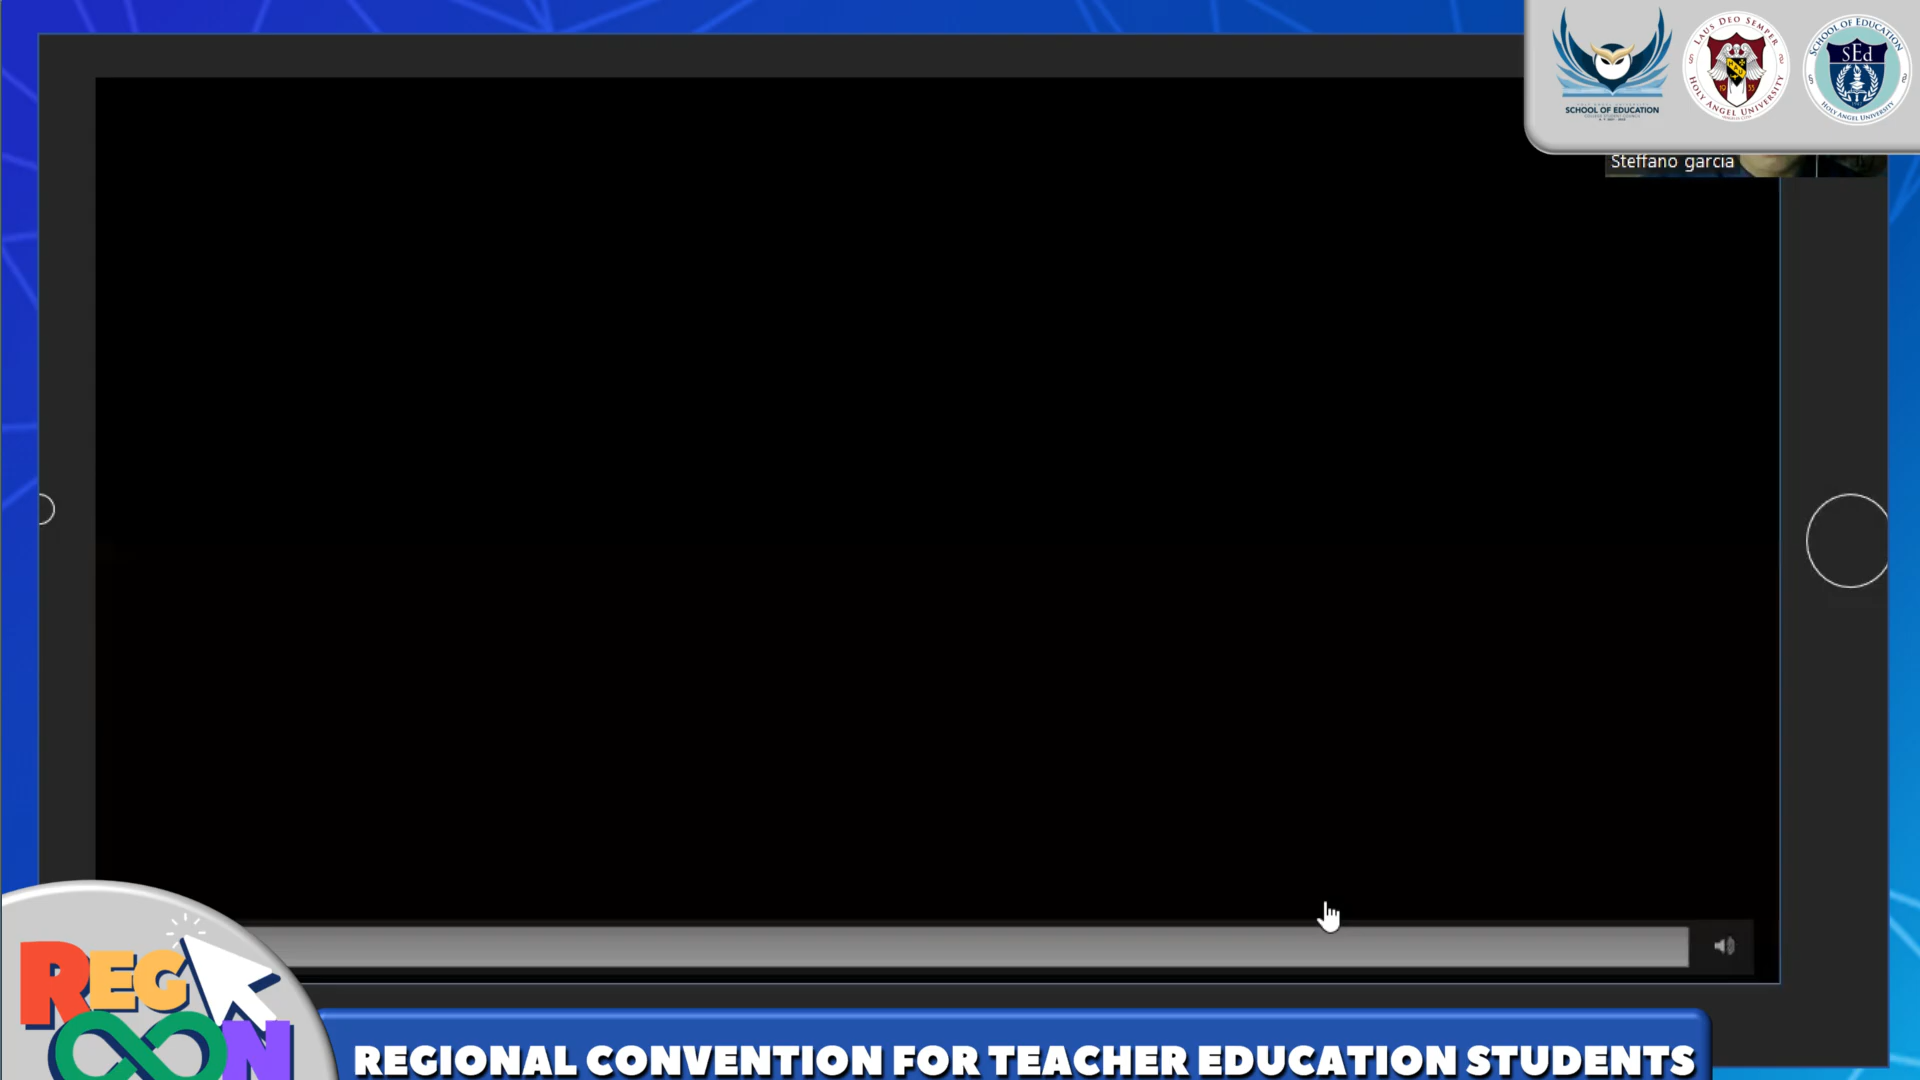 SCHOOL OF EDUCATION
LAUS DEO SEMPER
HOLY ANGEL UNIVERSITY
1933
SCHOOL OF EDUCATION
sEd
HOLY ANGEL UNIVERSITY
Steffano garcia
REG
N
REGIONAL CONVENTION FOR TEACHER EDUCATION STUDENTS